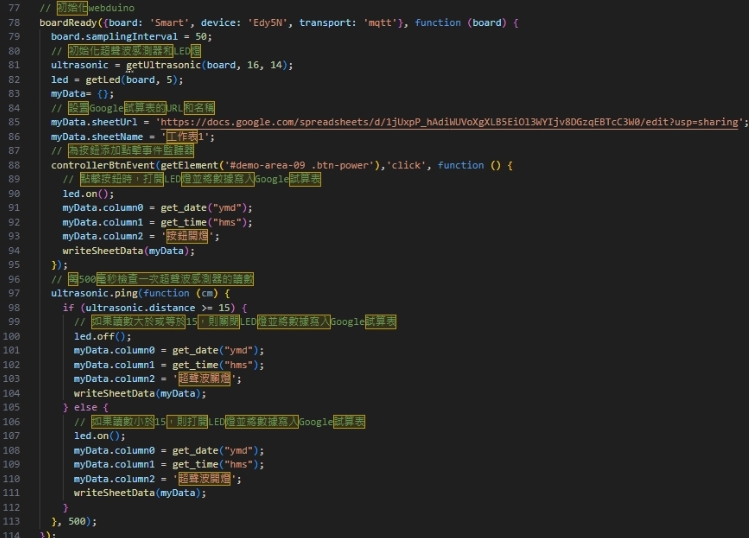 77 // 初始化webduino
78 boardReady({board: 'Smart', device: 'Edy5N', transport: 'mqtt'}, function (board) {
79 board.samplingInterval = 50;
80 // 初始化超聲波感測器和LED燈
81 ultrasonic = getUltrasonic(board, 16, 14);
82 led = getLed(board, 5);
83 myData= {};
84 // 設置Google試算表的URL和名稱
85 myData.sheetUrl = 'https://docs.google.com/spreadsheets/d/1jUxpP_hAdiWUVoXgXLB5EiOl3WYIjv8DGzqEBTcC3W0/edit?usp=sharing';
86 myData.sheetName = '工作表1';
87 // 為按鈕添加點擊事件監聽器
88 controllerBtnEvent(getElement('#demo-area-09 .btn-power'),'click', function () {
89 // 點擊按鈕時，打開LED燈並將數據寫入Google試算表
90 led.on();
91 myData.column0 = get_date("ymd");
92 myData.column1 = get_time("hms");
93 myData.column2 = '按鈕開燈';
94 writeSheetData(myData);
95 });
96 // 每500毫秒檢查一次超聲波感測器的讀數
97 ultrasonic.ping(function (cm) {
98 if (ultrasonic.distance >= 15) {
99 // 如果讀數大於或等於15，則關閉LED燈並將數據寫入Google試算表
100 led.off();
101 myData.column0 = get_date("ymd");
102 myData.column1 = get_time("hms");
103 myData.column2 = '超聲波關燈';
104 writeSheetData(myData);
105 } else {
106 // 如果讀數小於15，則打開LED燈並將數據寫入Google試算表
107 led.on();
108 myData.column0 = get_date("ymd");
109 myData.column1 = get_time("hms");
110 myData.column2 = '超聲波開燈';
111 writeSheetData(myData);
112 }
113 }, 500);
114 });